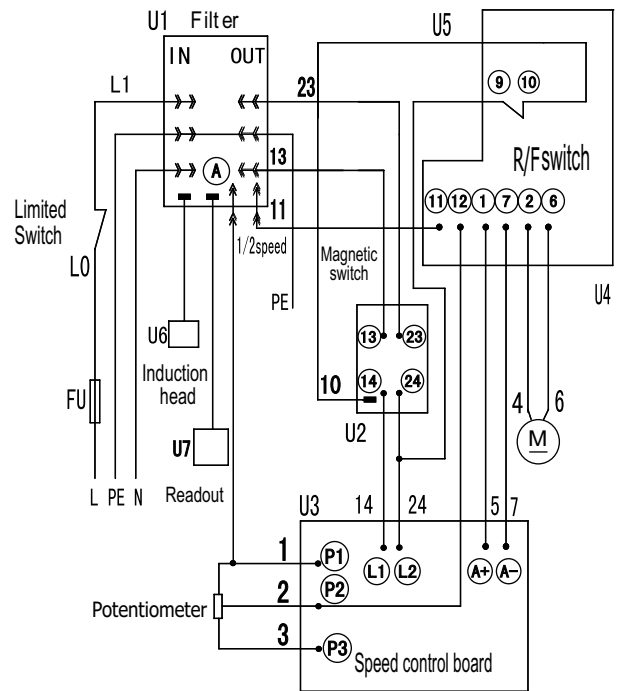 U1 Filter
U5
IN OUT
L1
23
9 10
R/Fswitch
A
13
11 12 1 7 2 6
11
Limited
Switch
1/2speed
Magnetic
switch
L0
PE
U4
U6
13 23
Induction
head
10
14 24
FU
4 6
U2
M
U7
L PE N
Readout
U3
14 24
5 7
1
P1
L1 L2
A+ A-
2
P2
Potentiometer
3
P3
Speed control board